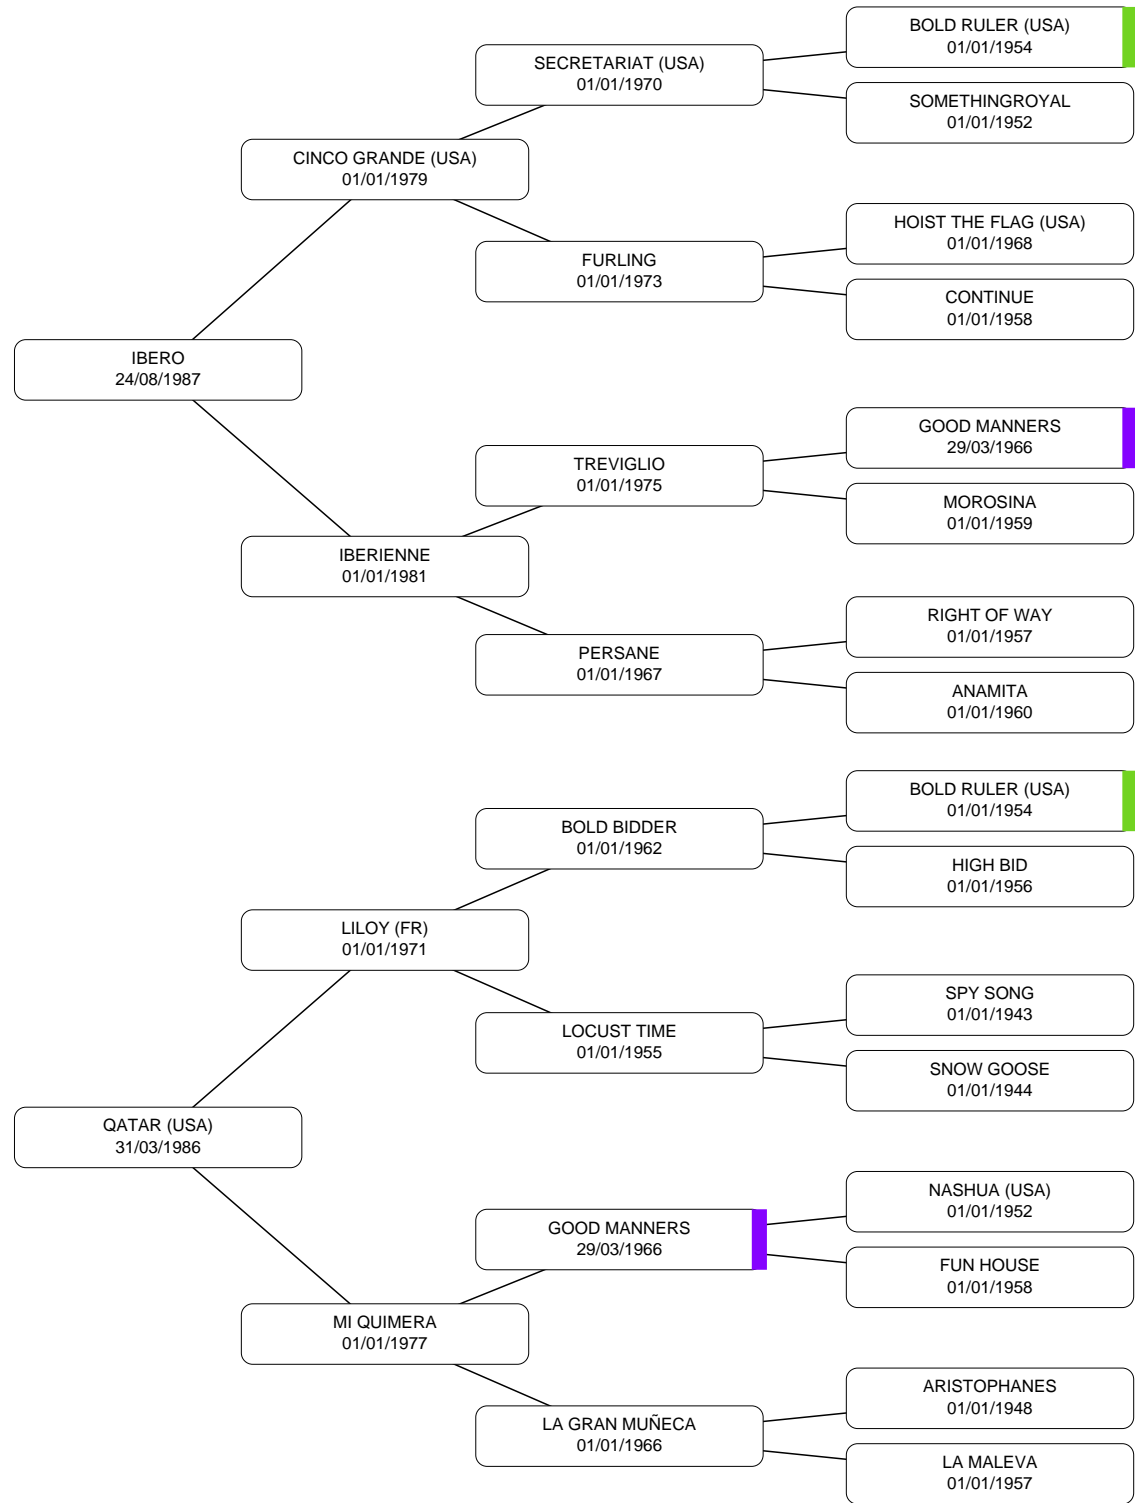 BOLD RULER (USA)
01/01/1954
SECRETARIAT (USA)
01/01/1970
SOMETHINGROYAL
01/01/1952
CINCO GRANDE (USA)
01/01/1979
HOIST THE FLAG (USA)
01/01/1968
FURLING
01/01/1973
CONTINUE
01/01/1958
IBERO
24/08/1987
GOOD MANNERS
29/03/1966
TREVIGLIO
01/01/1975
MOROSINA
01/01/1959
IBERIENNE
01/01/1981
RIGHT OF WAY
01/01/1957
PERSANE
01/01/1967
ANAMITA
01/01/1960
BOLD RULER (USA)
01/01/1954
BOLD BIDDER
01/01/1962
HIGH BID
01/01/1956
LILOY (FR)
01/01/1971
SPY SONG
01/01/1943
LOCUST TIME
01/01/1955
SNOW GOOSE
01/01/1944
QATAR (USA)
31/03/1986
NASHUA (USA)
01/01/1952
GOOD MANNERS
29/03/1966
FUN HOUSE
01/01/1958
MI QUIMERA
01/01/1977
ARISTOPHANES
01/01/1948
LA GRAN MUÑECA
01/01/1966
LA MALEVA
01/01/1957